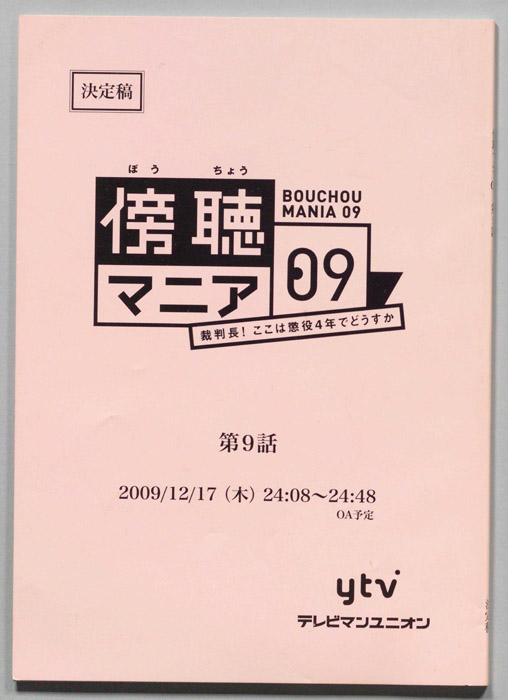 決定稿
ぼう ちょう
傍聴
マニア
BOUCHOU
MANIA 09
09
裁判長！ここは懲役4年でどうすか
第9話
2009/12/17（木）24:08〜24:48
OA予定
ytv
テレビマンユニオン